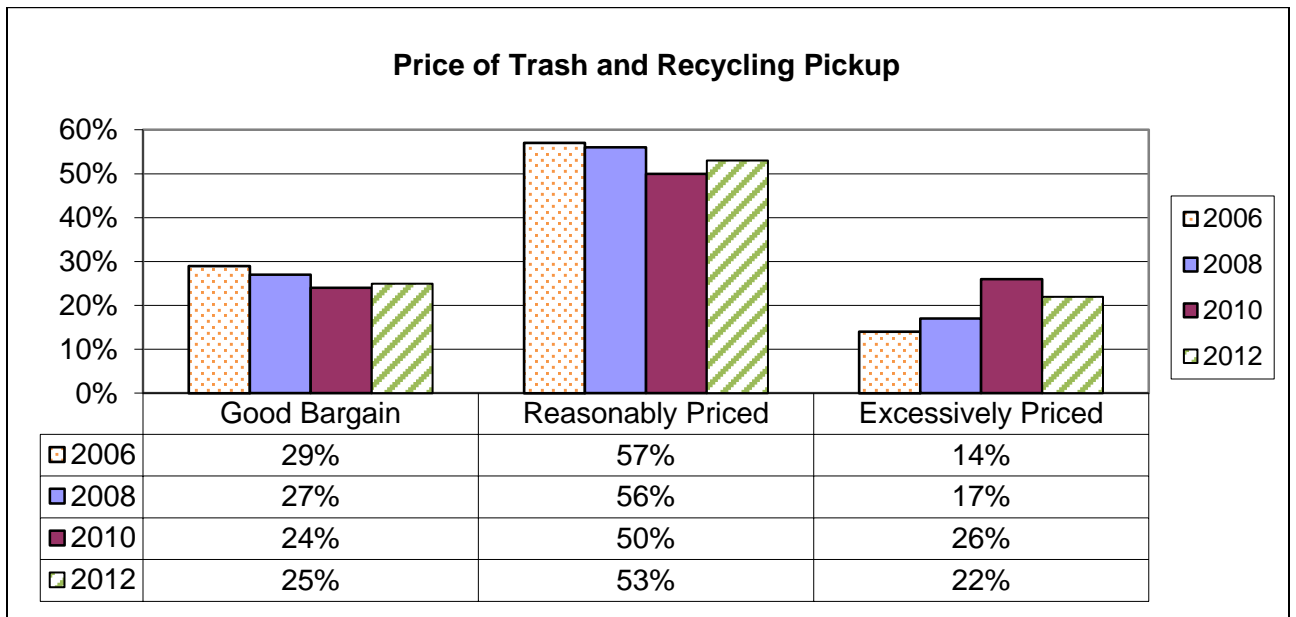 Price of Trash and Recycling Pickup
60%
50%
40%
30%
20%
10%
0%
2006
2008
2010
2012
Good Bargain Reasonably Priced Excessively Priced
2006 29% 57% 14%
2008 27% 56% 17%
2010 24% 50% 26%
2012 25% 53% 22%